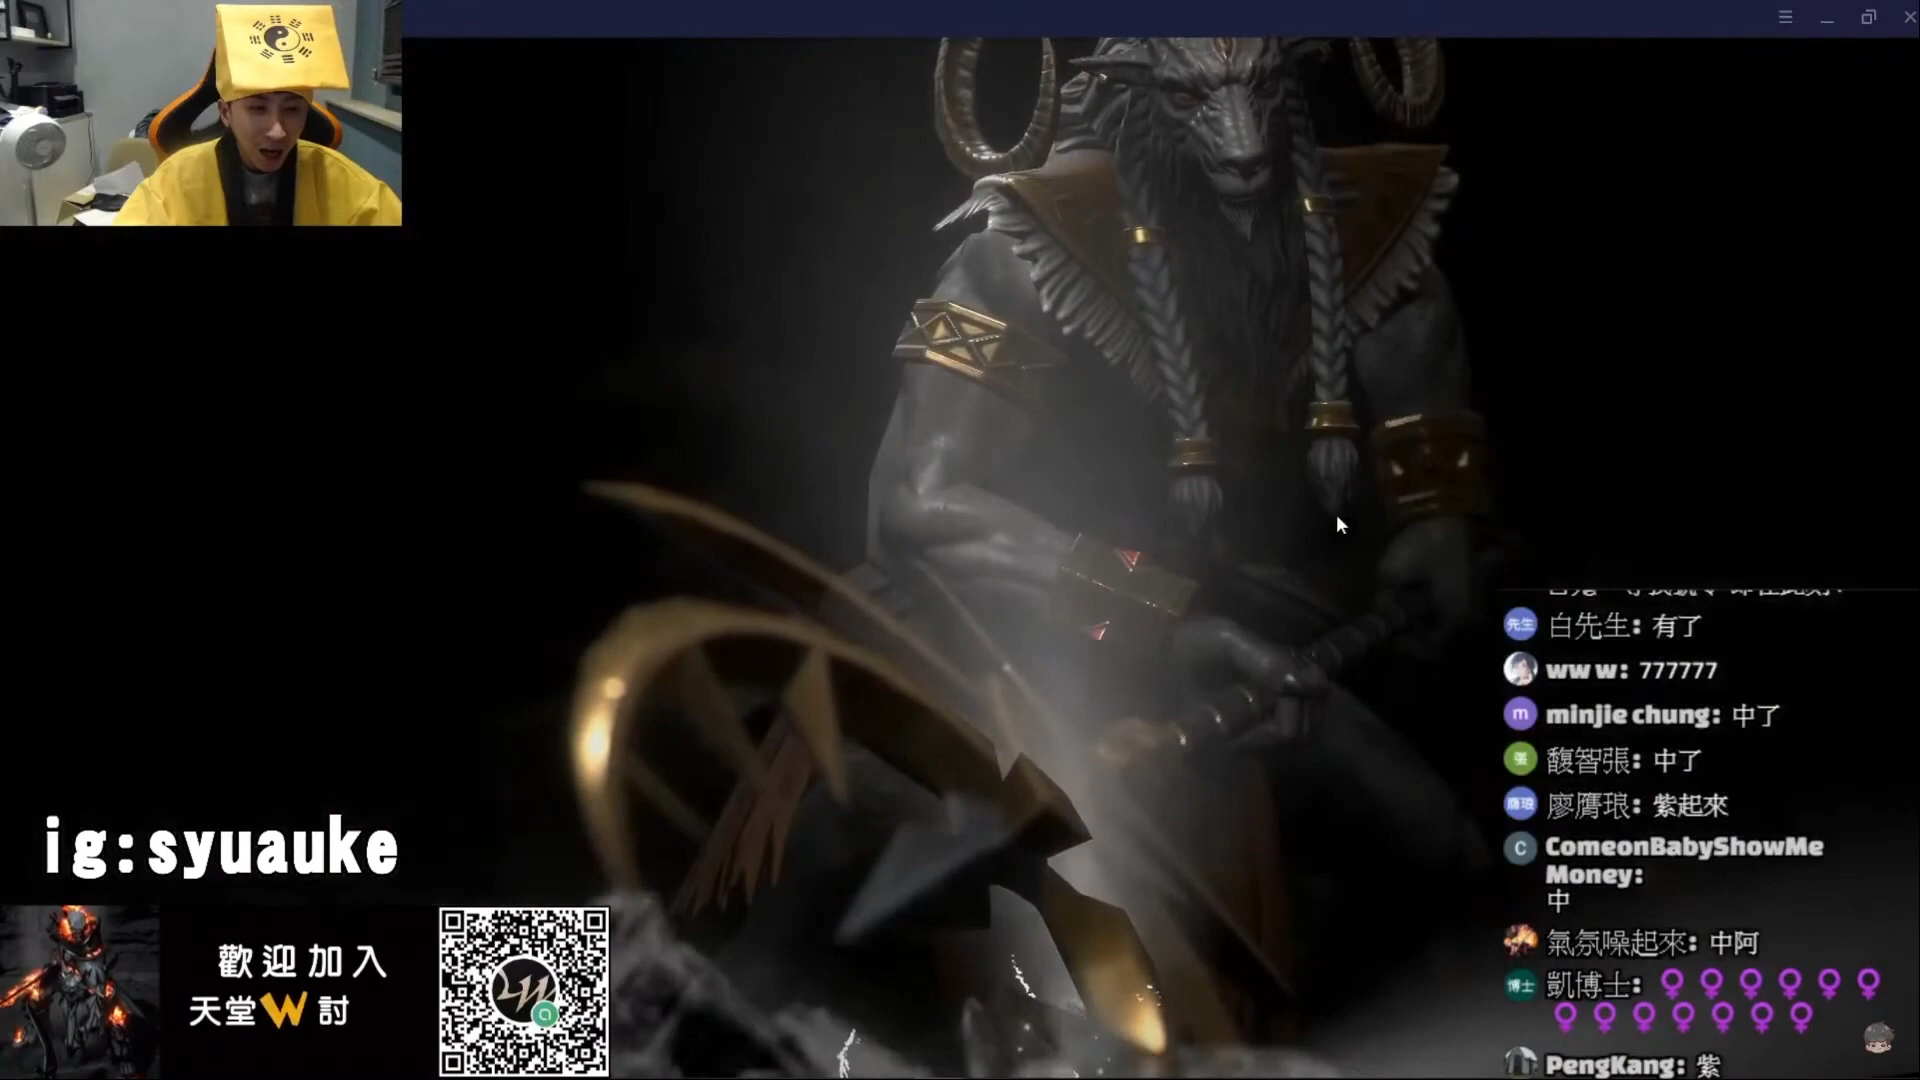 白先生: 有了
ww w: 777777
minjie chung: 中了
馥智張: 中了
廖膺琅: 紫起來
ComeonBabyShowMe
Money:
中
氣氛噪起來: 中阿
凱博士: ♀♀♀♀♀♀
♀♀♀♀♀♀♀
PengKang: 紫
ig:syuauke
歡迎加入
天堂W討